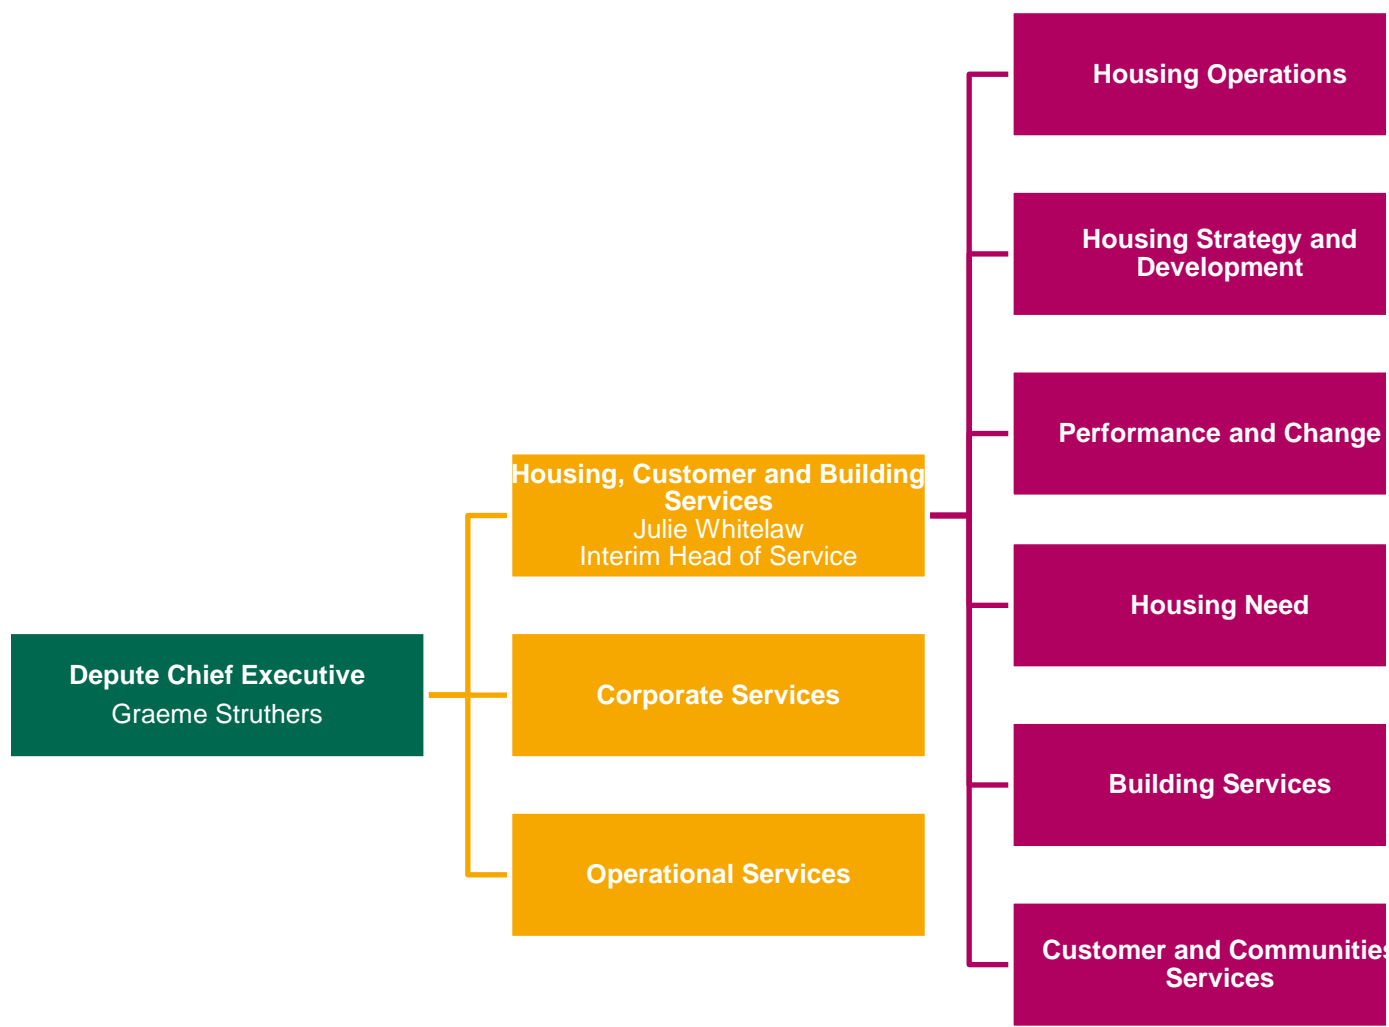 Housing Operations
Housing Strategy and
Development
Performance and Change
Housing, Customer and Building
Services
Julie Whitelaw
Interim Head of Service
Housing Need
Depute Chief Executive
Graeme Struthers
Corporate Services
Building Services
Operational Services
Customer and Communities
Services